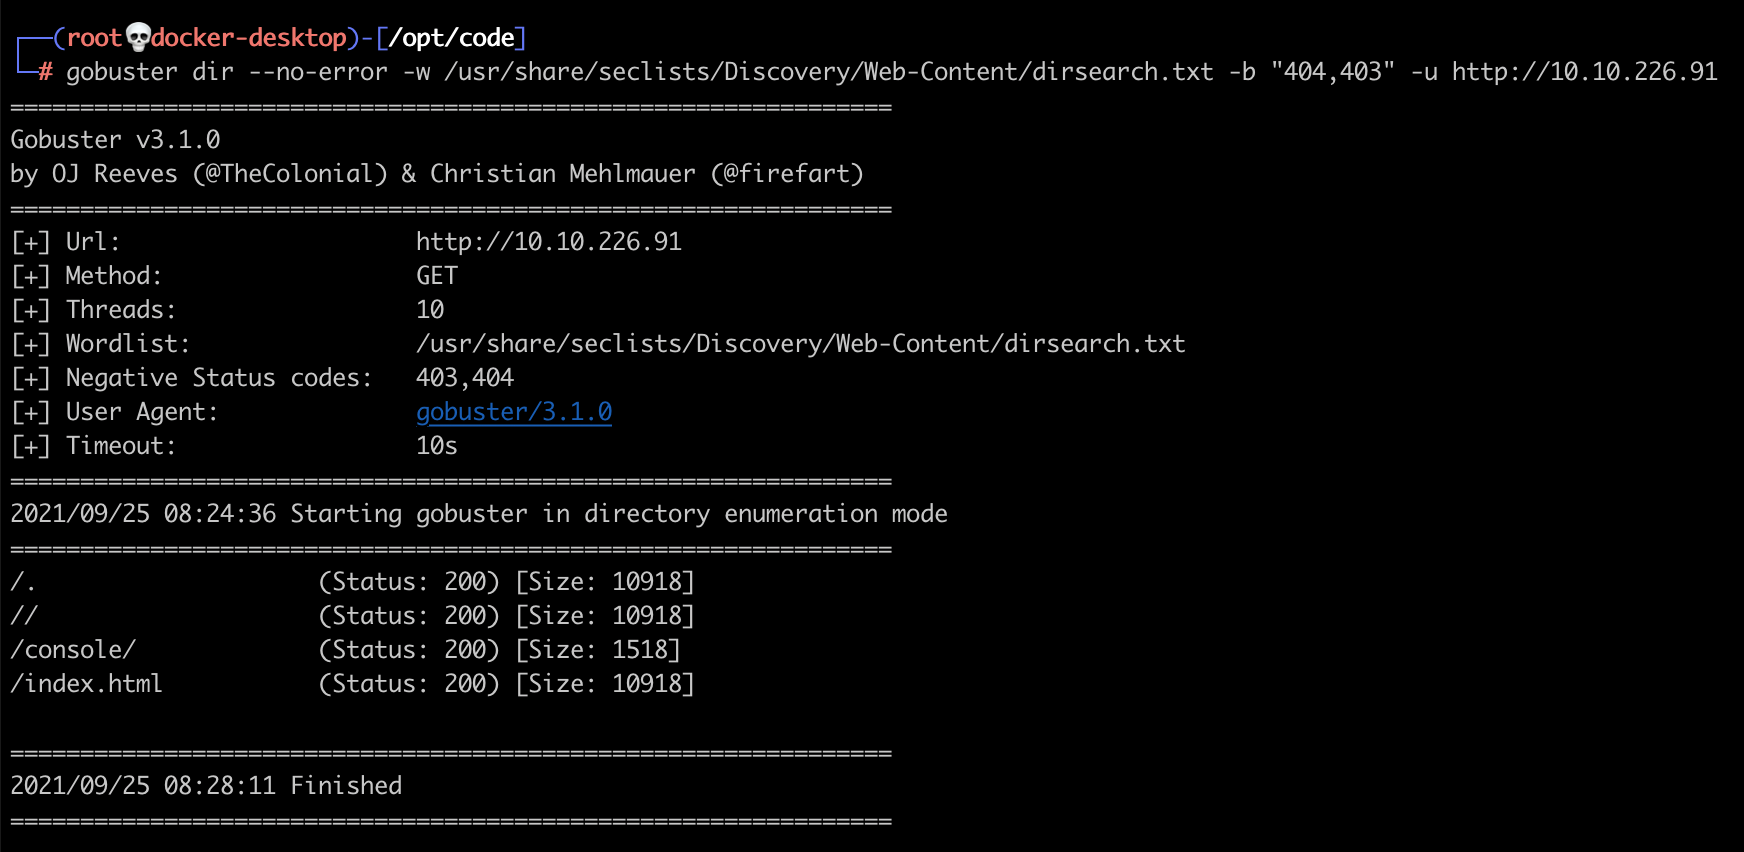 (root💀docker-desktop)-[/opt/code]
# gobuster dir --no-error -w /usr/share/seclists/Discovery/Web-Content/dirsearch.txt -b "404,403" -u http://10.10.226.91
===============================================================
Gobuster v3.1.0
by OJ Reeves (@TheColonial) & Christian Mehlmauer (@firefart)
===============================================================
[+] Url:                     http://10.10.226.91
[+] Method:                  GET
[+] Threads:                 10
[+] Wordlist:                /usr/share/seclists/Discovery/Web-Content/dirsearch.txt
[+] Negative Status codes:   403,404
[+] User Agent:              gobuster/3.1.0
[+] Timeout:                 10s
===============================================================
2021/09/25 08:24:36 Starting gobuster in directory enumeration mode
===============================================================
/.                    (Status: 200) [Size: 10918]
//                    (Status: 200) [Size: 10918]
/console/             (Status: 200) [Size: 1518]
/index.html           (Status: 200) [Size: 10918]
===============================================================
2021/09/25 08:28:11 Finished
===============================================================